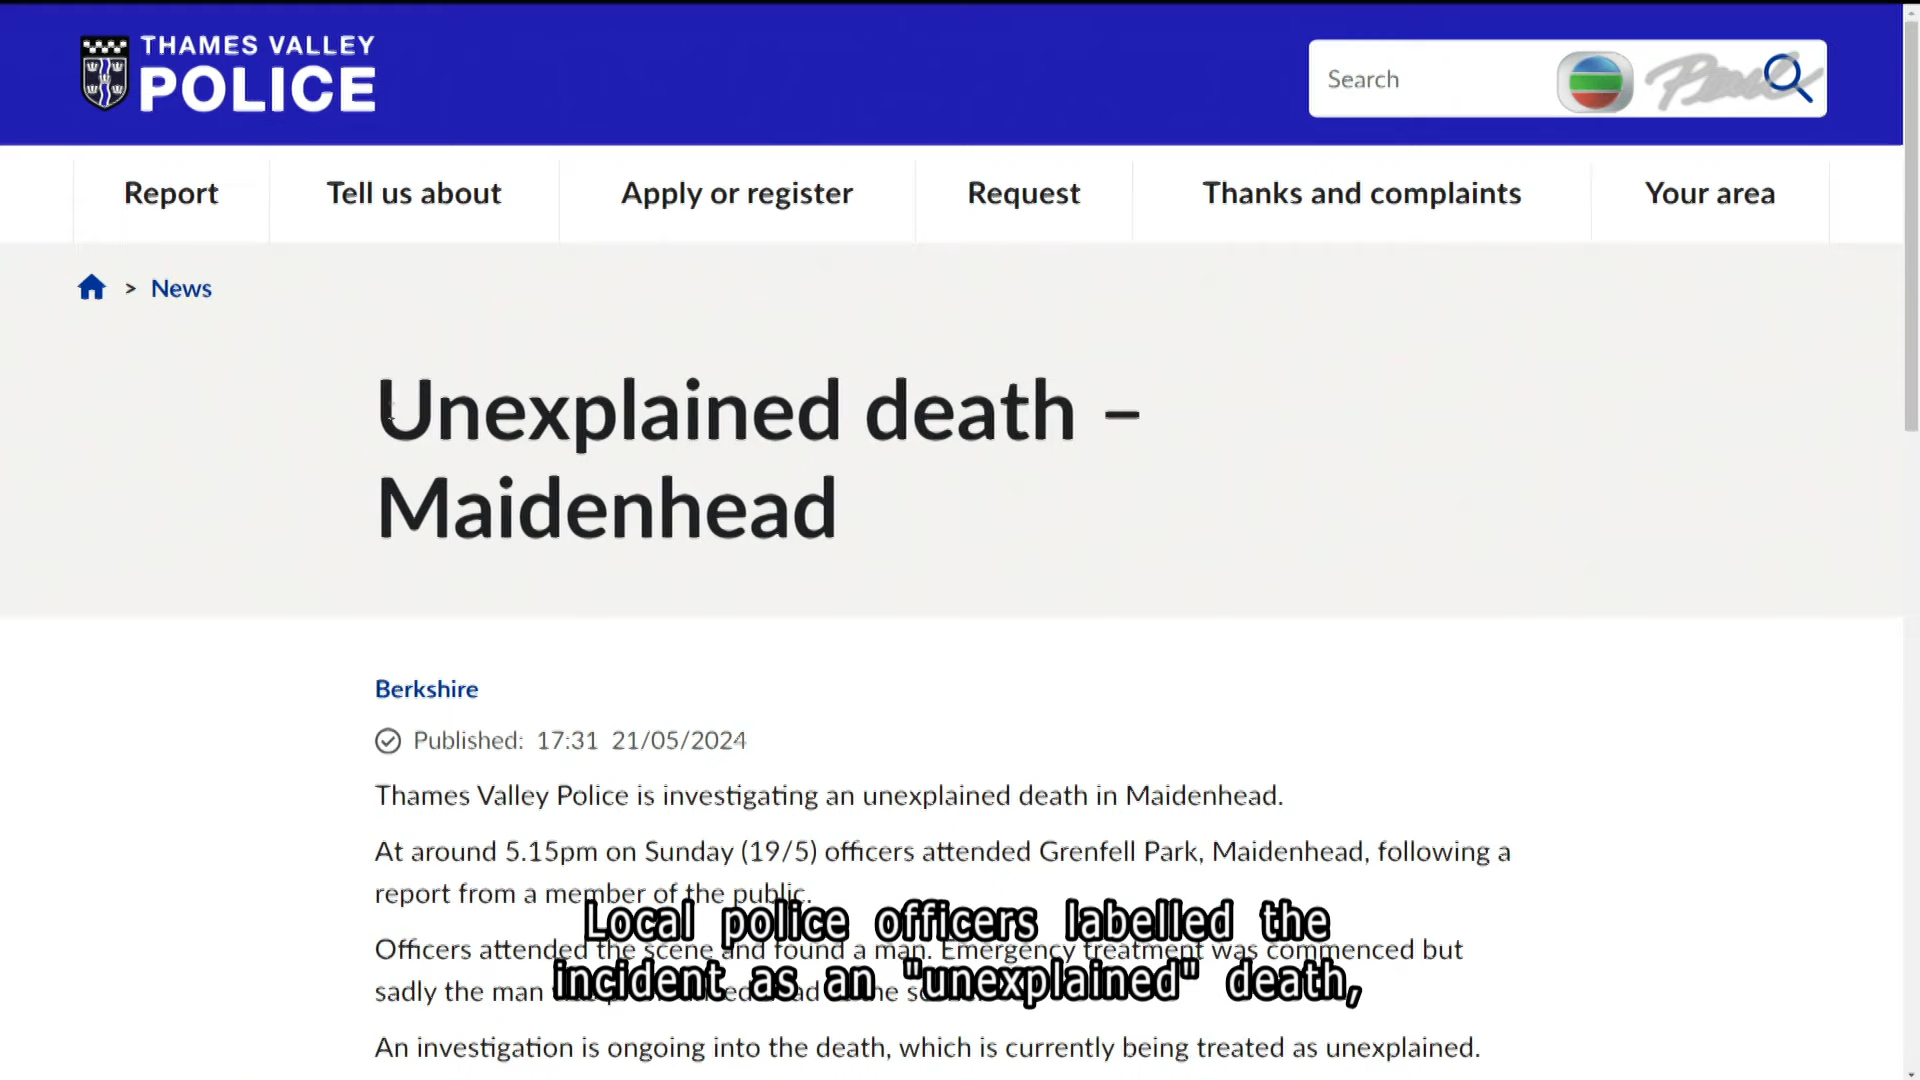 THAMES VALLEY
POLICE
Search
Pearl
Report
Tell us about
Apply or register
Request
Thanks and complaints
Your area
> News
Unexplained death –
Maidenhead
Berkshire
Published: 17:31 21/05/2024
Thames Valley Police is investigating an unexplained death in Maidenhead.
At around 5.15pm on Sunday (19/5) officers attended Grenfell Park, Maidenhead, following a
report from a member of the public.
Officers attended the scene and found a man. Emergency treatment was commenced but
sadly the man
Local police officers labelled the
incident as an "unexplained" death,
An investigation is ongoing into the death, which is currently being treated as unexplained.